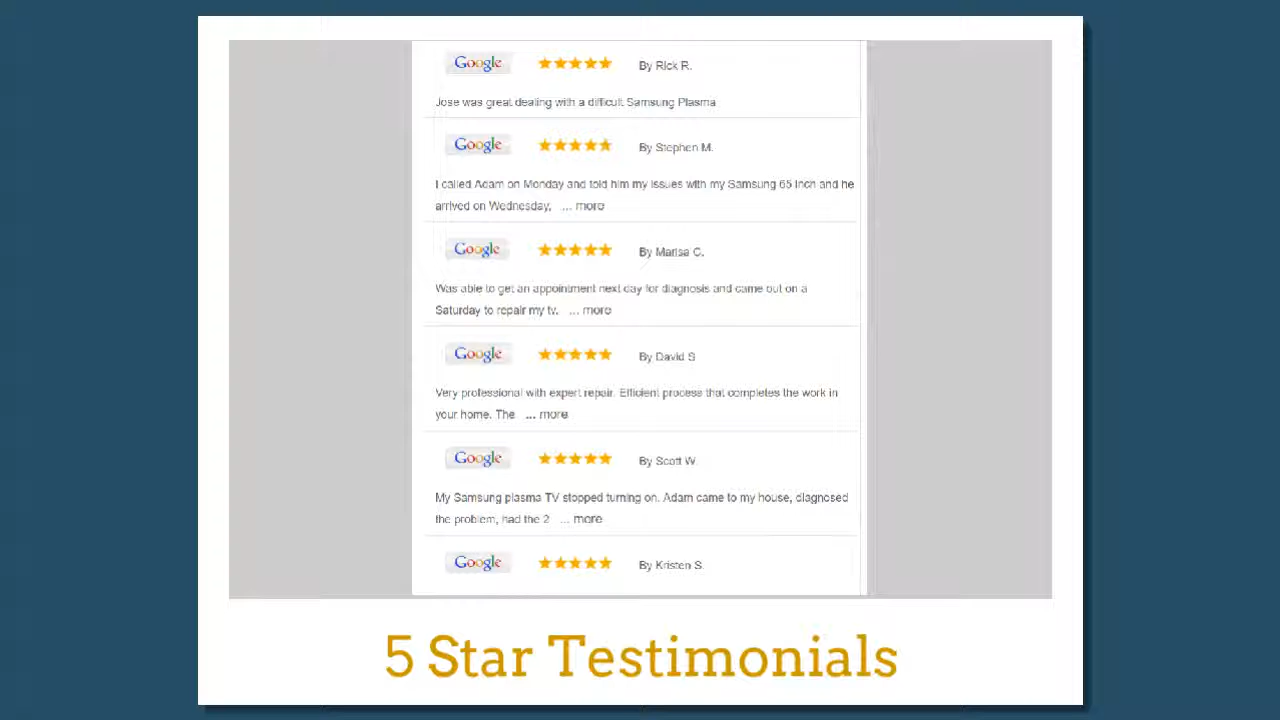 Google ★★★★★ By Rick R.
Jose was great dealing with a difficult Samsung Plasma
Google ★★★★★ By Stephen M.
I called Adam on Monday and told him my issues with my Samsung 65 inch and he
arrived on Wednesday, ... more
Google ★★★★★ By Marisa C.
Was able to get an appointment next day for diagnosis and came out on a
Saturday to repair my tv. ... more
Google ★★★★★ By David S
Very professional with expert repair. Efficient process that completes the work in
your home. The ... more
Google ★★★★★ By Scott W.
My Samsung plasma TV stopped turning on. Adam came to my house, diagnosed
the problem, had the 2 ... more
Google ★★★★★ By Kristen S.
5 Star Testimonials